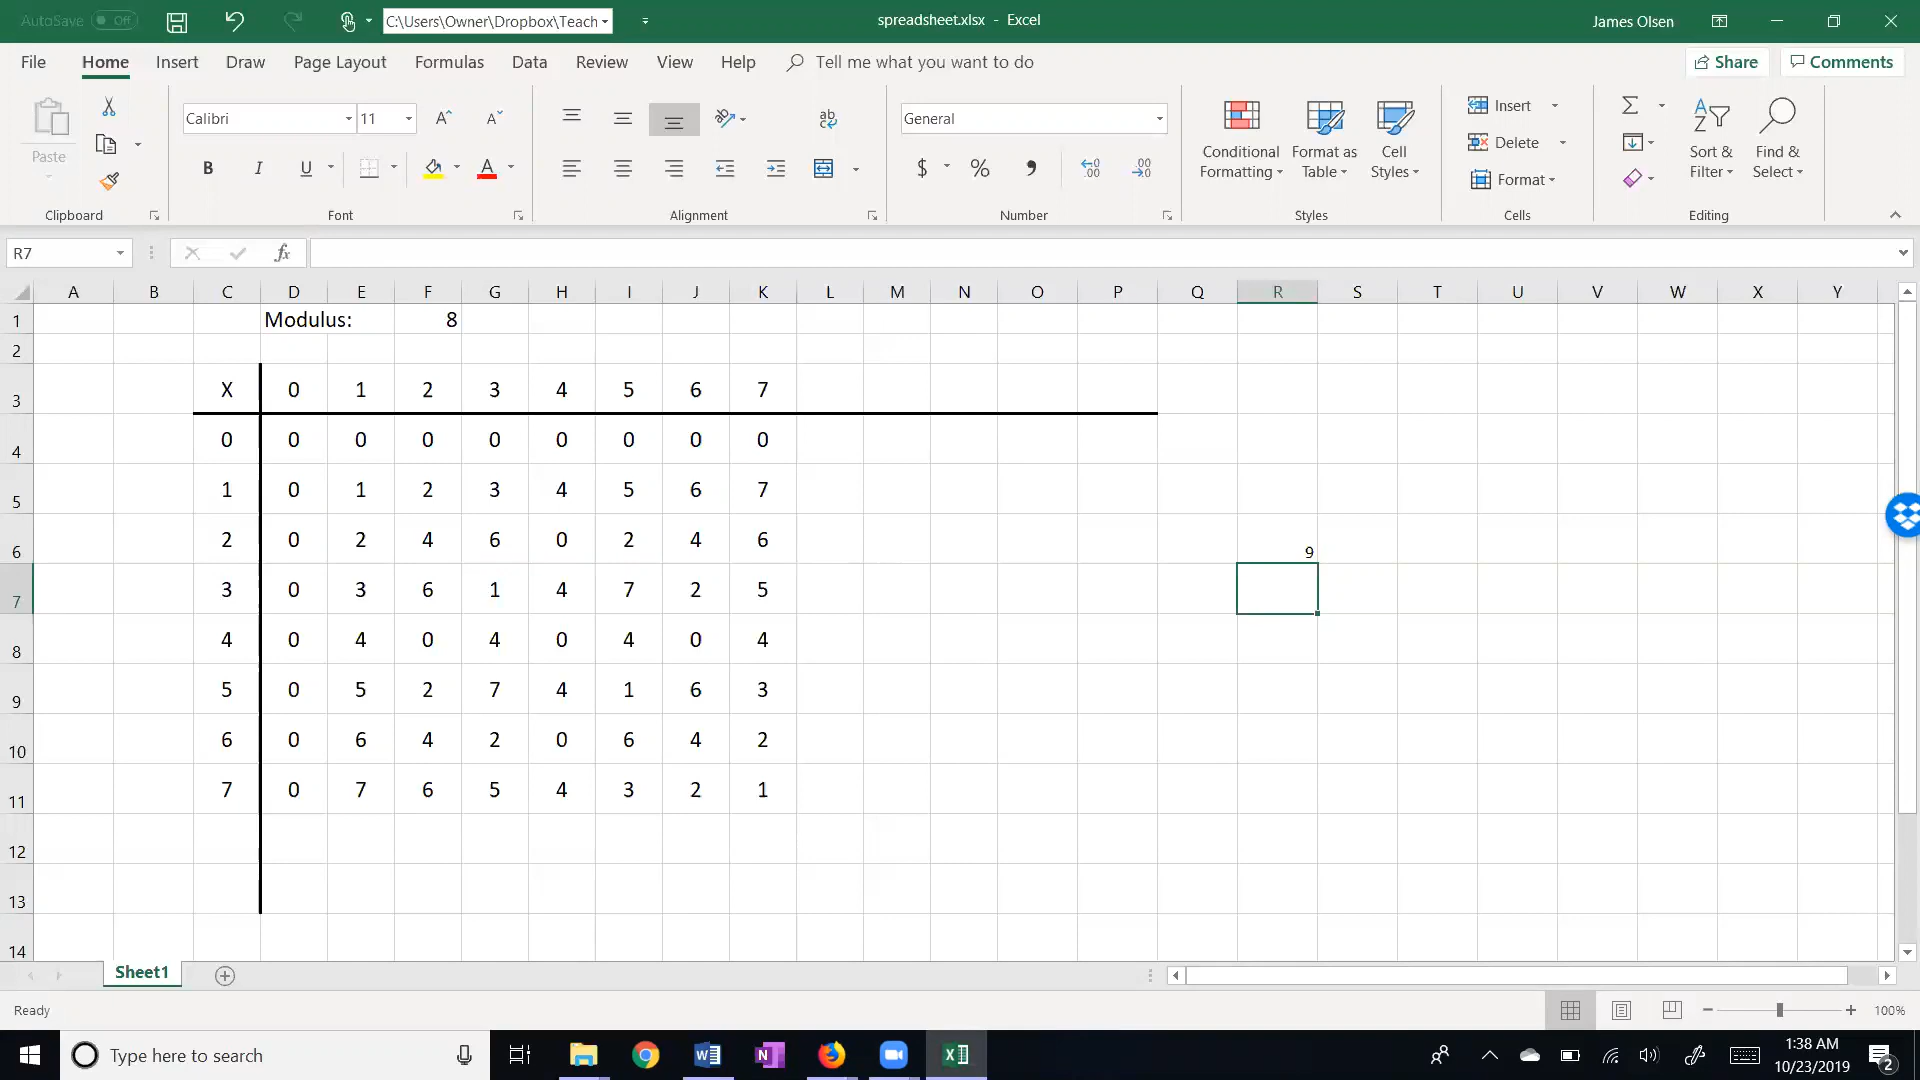 AutoSave Off C:\Users\Owner\Dropbox\Teach spreadsheet.xlsx - Excel James Olsen
File Home Insert Draw Page Layout Formulas Data Review View Help Tell me what you want to do Share Comments
Paste
Clipboard
Calibri 11
B I U A
Font
ab c
Alignment
General
$ % , .00
Number
Conditional Formatting
Format as Table
Cell Styles
Styles
Insert
Delete
Format
Cells
Σ
Sort & Filter
Find & Select
Editing
R7 fx
A B C D E F G H I J K L M N O P Q R S T U V W X Y
1 Modulus: 8
2
3 X 0 1 2 3 4 5 6 7
4 0 0 0 0 0 0 0 0 0
5 1 0 1 2 3 4 5 6 7
6 2 0 2 4 6 0 2 4 6 9
7 3 0 3 6 1 4 7 2 5
8 4 0 4 0 4 0 4 0 4
9 5 0 5 2 7 4 1 6 3
10 6 0 6 4 2 0 6 4 2
11 7 0 7 6 5 4 3 2 1
12
13
14
Sheet1
Ready 100%
Type here to search
1:38 AM
10/23/2019
2